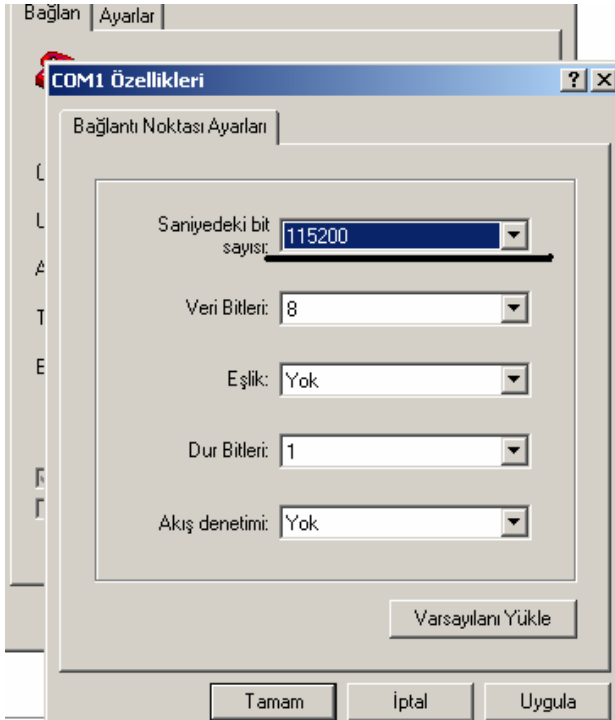 Bağlan Ayarlar
COM1 Özellikleri
Bağlantı Noktası Ayarları
Saniyedeki bit
sayısı: 115200
Veri Bitleri: 8
Eşlik: Yok
Dur Bitleri: 1
Akış denetimi: Yok
Varsayılanı Yükle
Tamam İptal Uygula